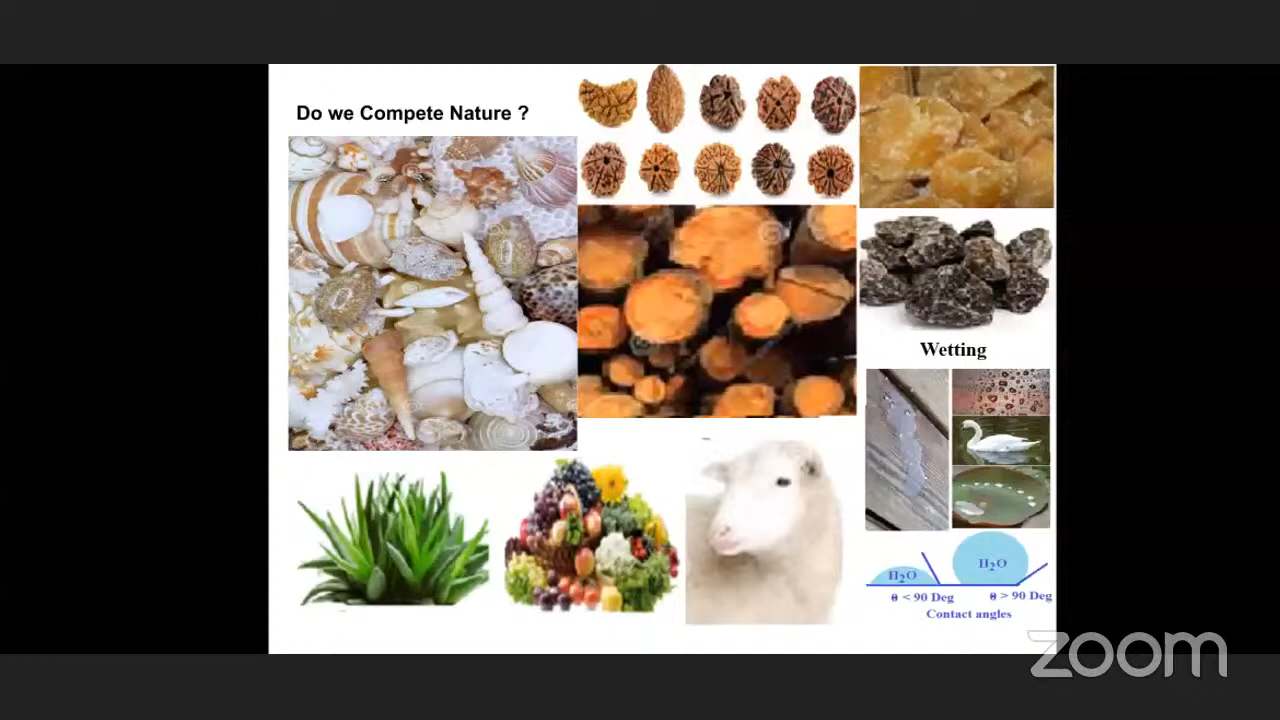 Do we Compete Nature ?
Wetting
H₂O
H₂O
θ < 90 Deg
θ > 90 Deg
Contact angles
zoom